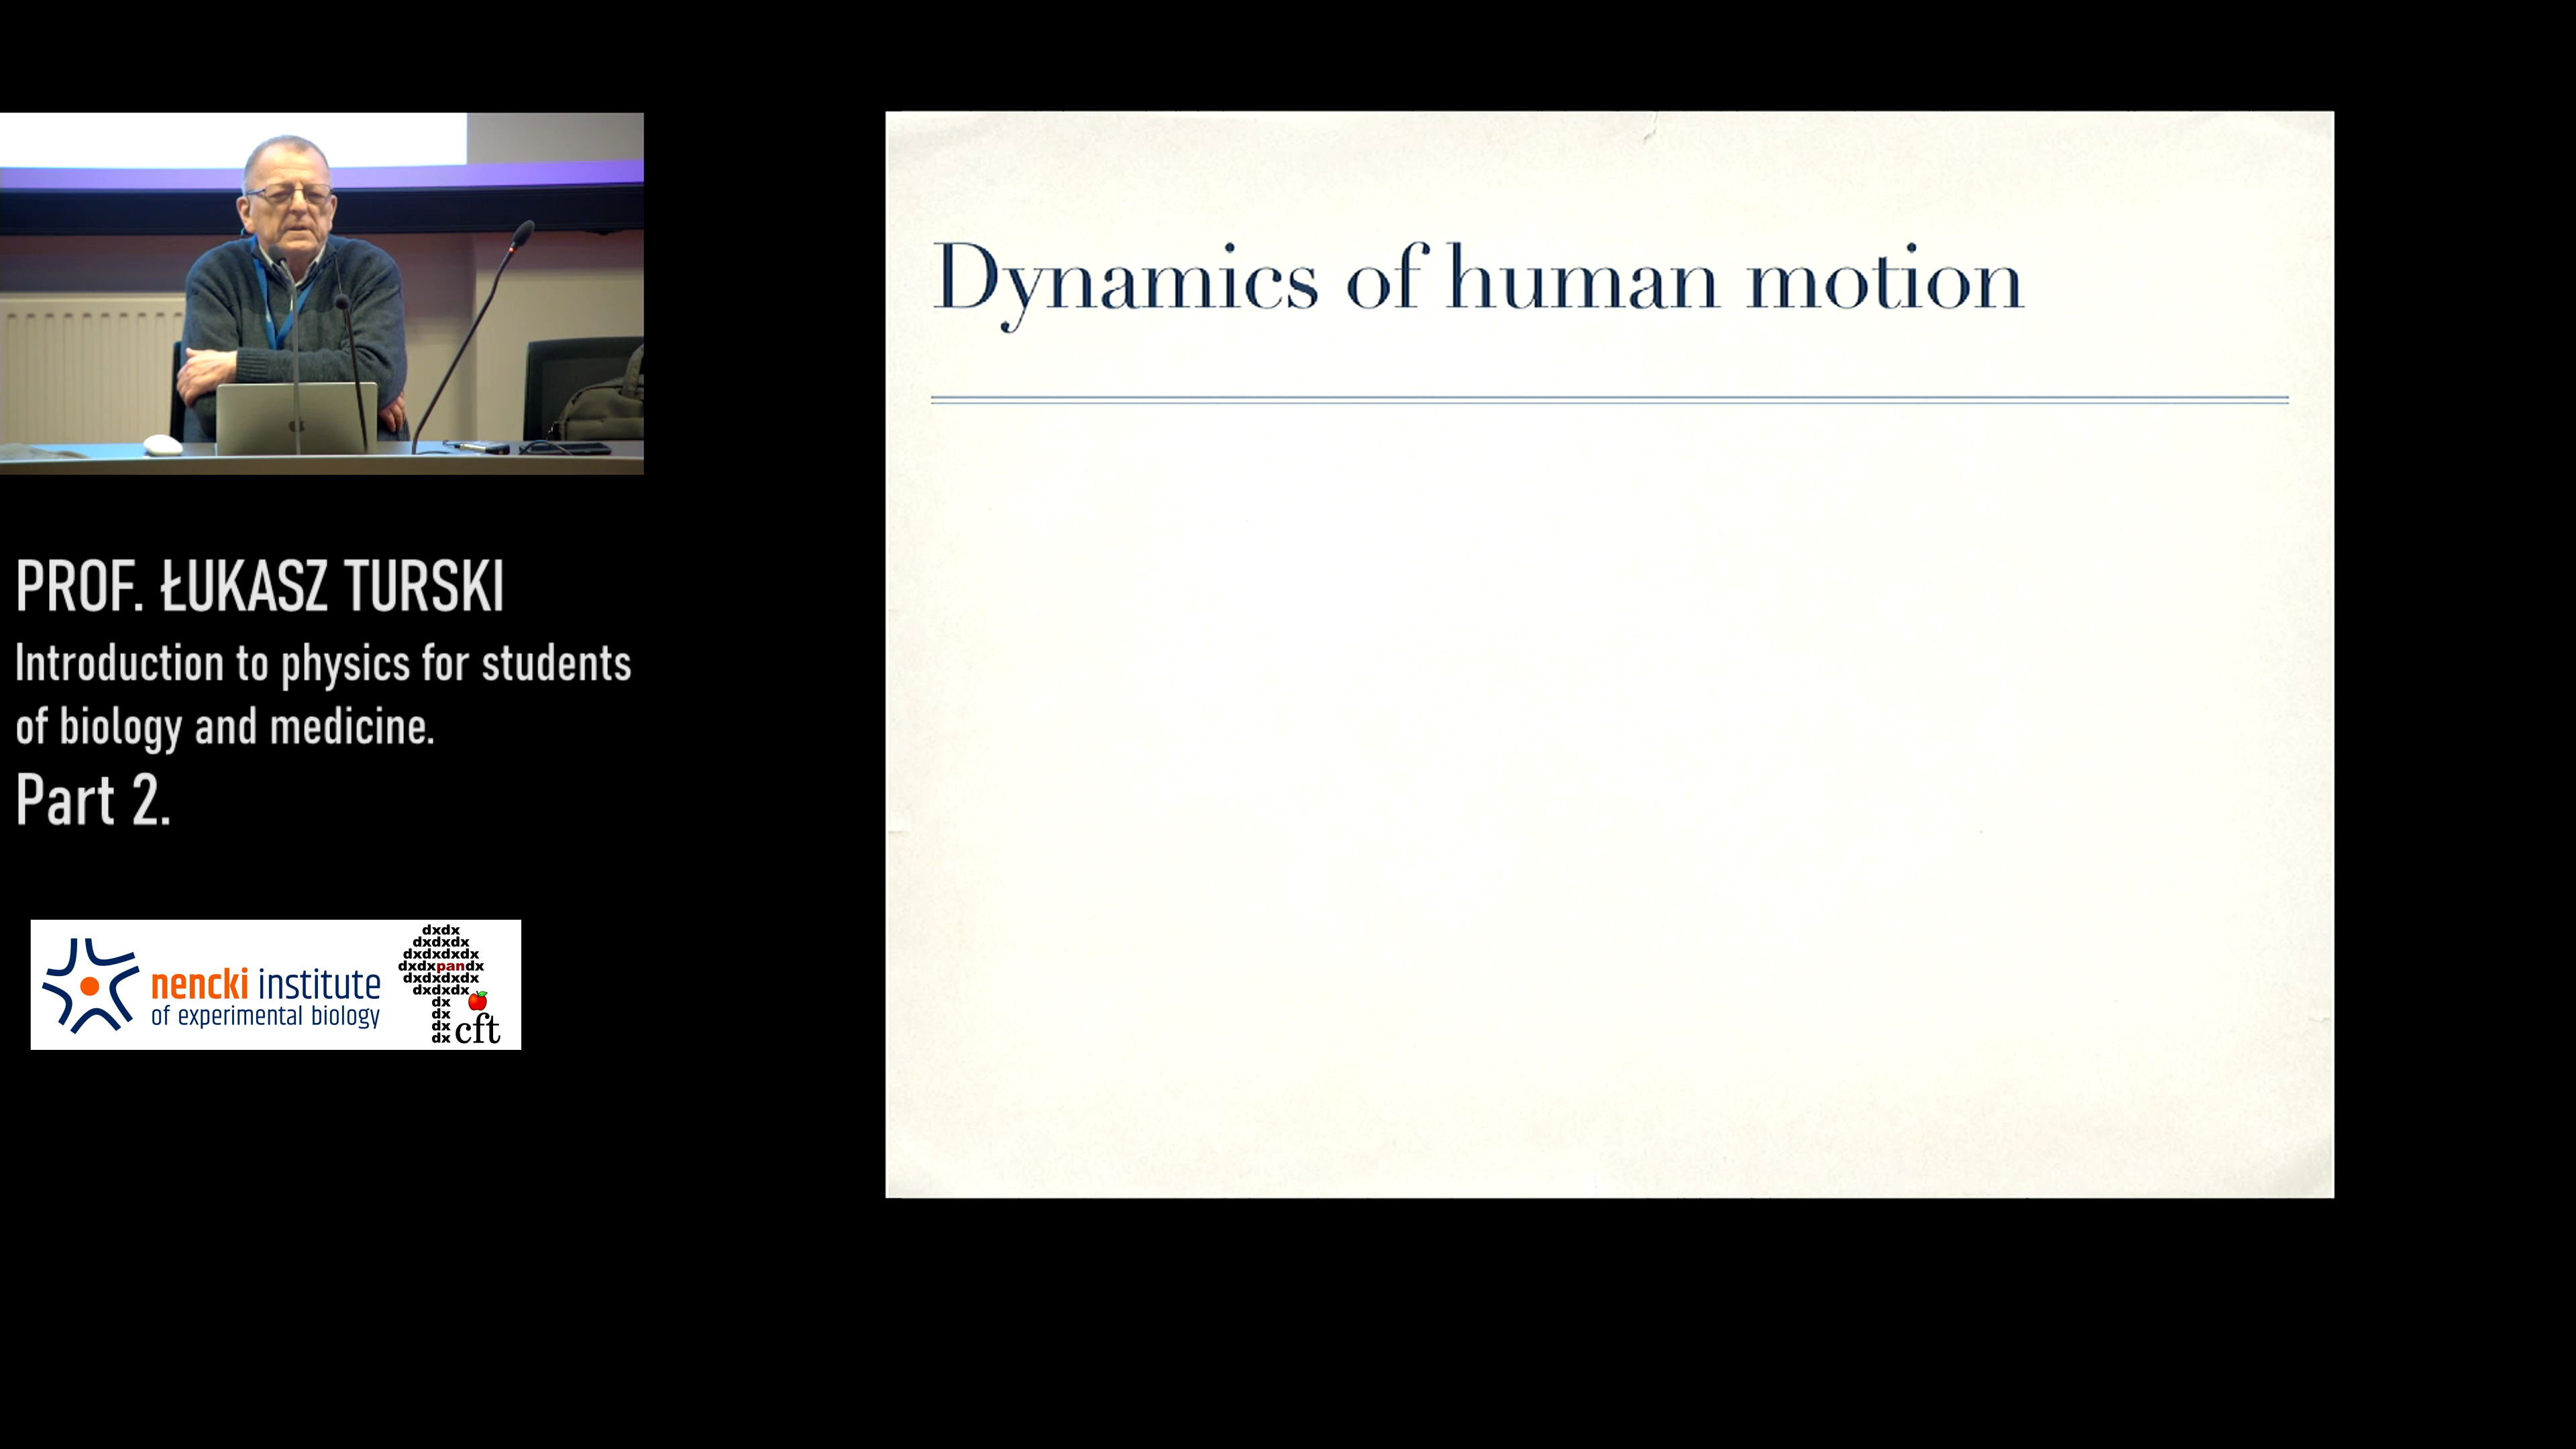 PROF. ŁUKASZ TURSKI
Introduction to physics for students
of biology and medicine.
Part 2.
nencki institute
of experimental biology
dxdx
dxdxdx
dxdxdxdx
dxdxpandx
dxdxdxdx
dxdxdx
dx
dx
dx
dx cft
Dynamics of human motion